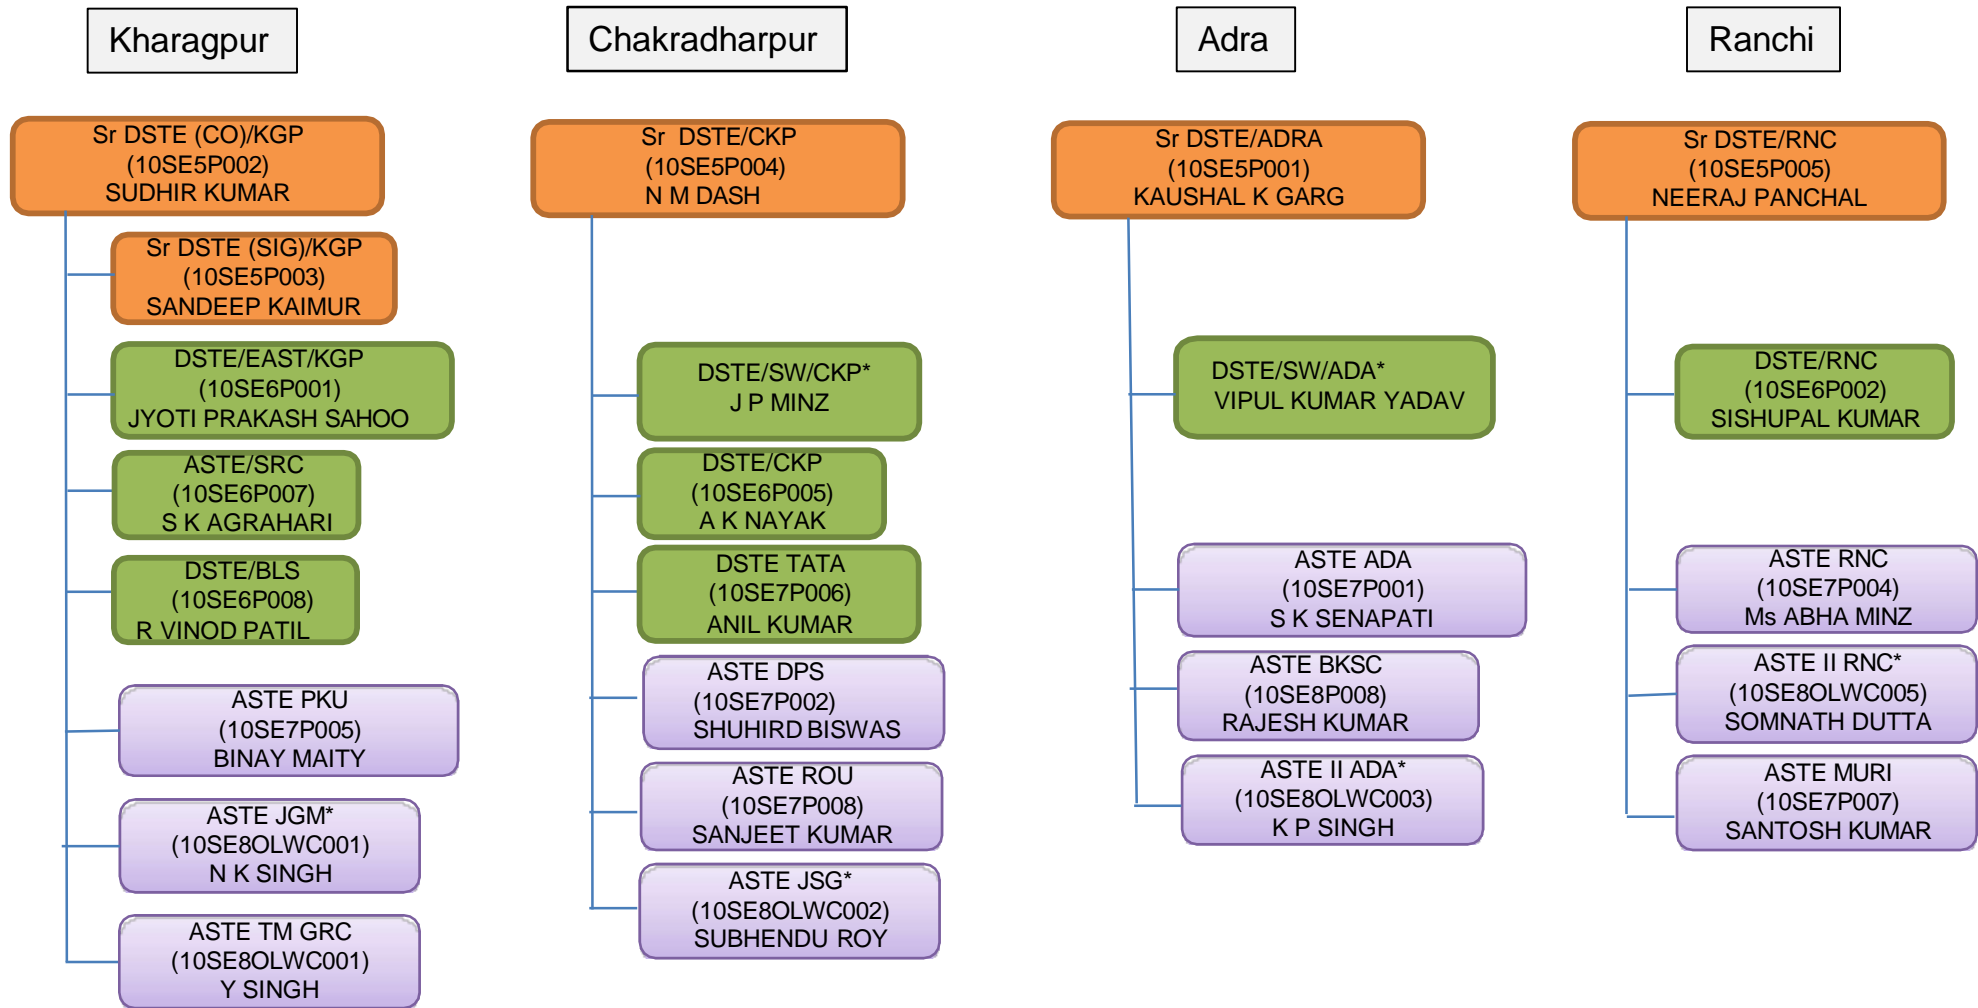 Kharagpur
Sr DSTE (CO)/KGP
(10SE5P002)
SUDHIR KUMAR
Sr DSTE (SIG)/KGP
(10SE5P003)
SANDEEP KAIMUR
DSTE/EAST/KGP
(10SE6P001)
JYOTI PRAKASH SAHOO
ASTE/SRC
(10SE6P007)
S K AGRAHARI
DSTE/BLS
(10SE6P008)
R VINOD PATIL
ASTE PKU
(10SE7P005)
BINAY MAITY
ASTE JGM*
(10SE8OLWC001)
N K SINGH
ASTE TM GRC
(10SE8OLWC001)
Y SINGH
Chakradharpur
Sr DSTE/CKP
(10SE5P004)
N M DASH
DSTE/SW/CKP*
J P MINZ
DSTE/CKP
(10SE6P005)
A K NAYAK
DSTE TATA
(10SE7P006)
ANIL KUMAR
ASTE DPS
(10SE7P002)
SHUHIRD BISWAS
ASTE ROU
(10SE7P008)
SANJEET KUMAR
ASTE JSG*
(10SE8OLWC002)
SUBHENDU ROY
Adra
Sr DSTE/ADRA
(10SE5P001)
KAUSHAL K GARG
DSTE/SW/ADA*
VIPUL KUMAR YADAV
ASTE ADA
(10SE7P001)
S K SENAPATI
ASTE BKSC
(10SE8P008)
RAJESH KUMAR
ASTE II ADA*
(10SE8OLWC003)
K P SINGH
Ranchi
Sr DSTE/RNC
(10SE5P005)
NEERAJ PANCHAL
DSTE/RNC
(10SE6P002)
SISHUPAL KUMAR
ASTE RNC
(10SE7P004)
Ms ABHA MINZ
ASTE II RNC*
(10SE8OLWC005)
SOMNATH DUTTA
ASTE MURI
(10SE7P007)
SANTOSH KUMAR